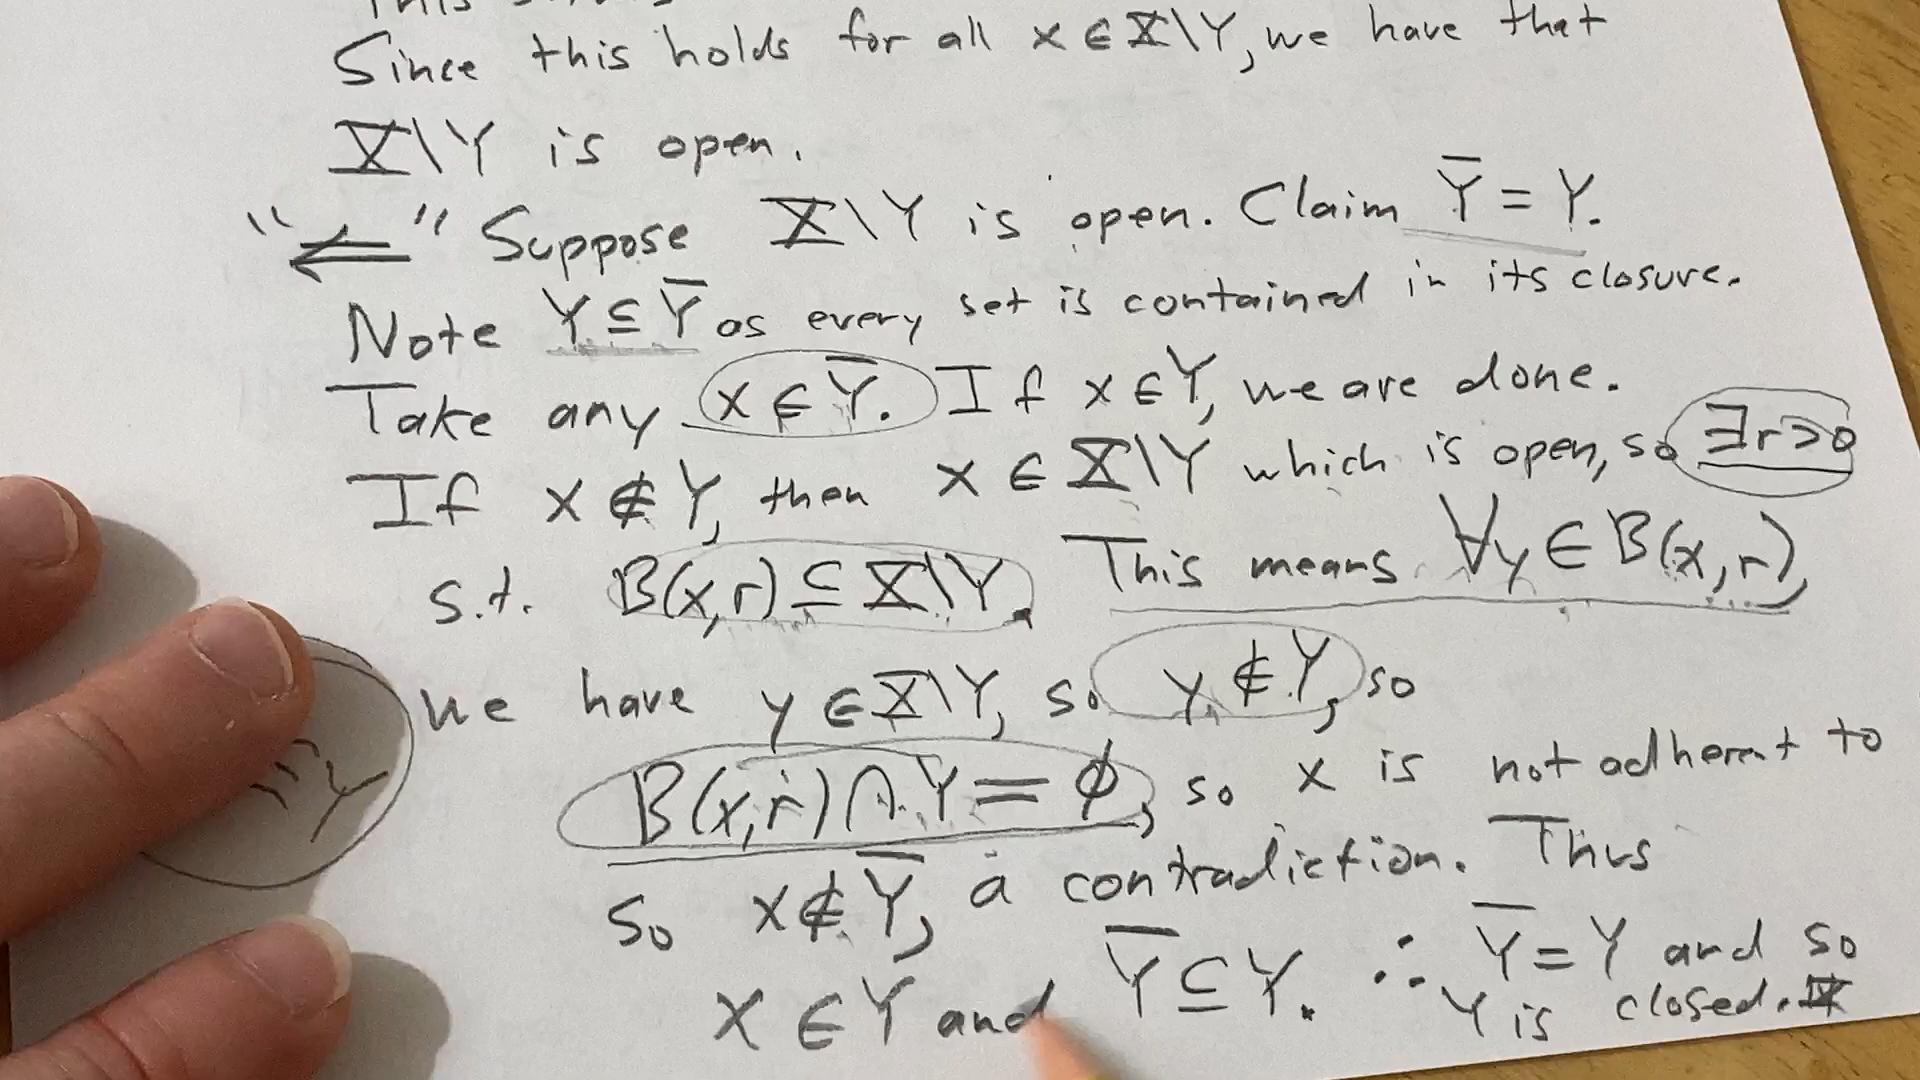 This
Since this holds for all x ∈ X\Y, we have that
X\Y is open.
"⇐" Suppose X\Y is open. Claim Y̅ = Y.
Note Y ⊆ Y̅ as every set is contained in its closure.
Take any x ∈ Y̅. If x ∈ Y, we are done.
If x ∉ Y, then x ∈ X\Y which is open, so ∃r>0
s.t. B(x,r) ⊆ X\Y. This means ∀y ∈ B(x,r),
we have y ∈ X\Y, so y ∉ Y, so
B(x,r) ∩ Y = ∅, so x is not adherent to
so x ∉ Y̅, a contradiction. Thus
x ∈ Y and Y̅ ⊆ Y. ∴ Y̅ = Y and so
Y is closed.